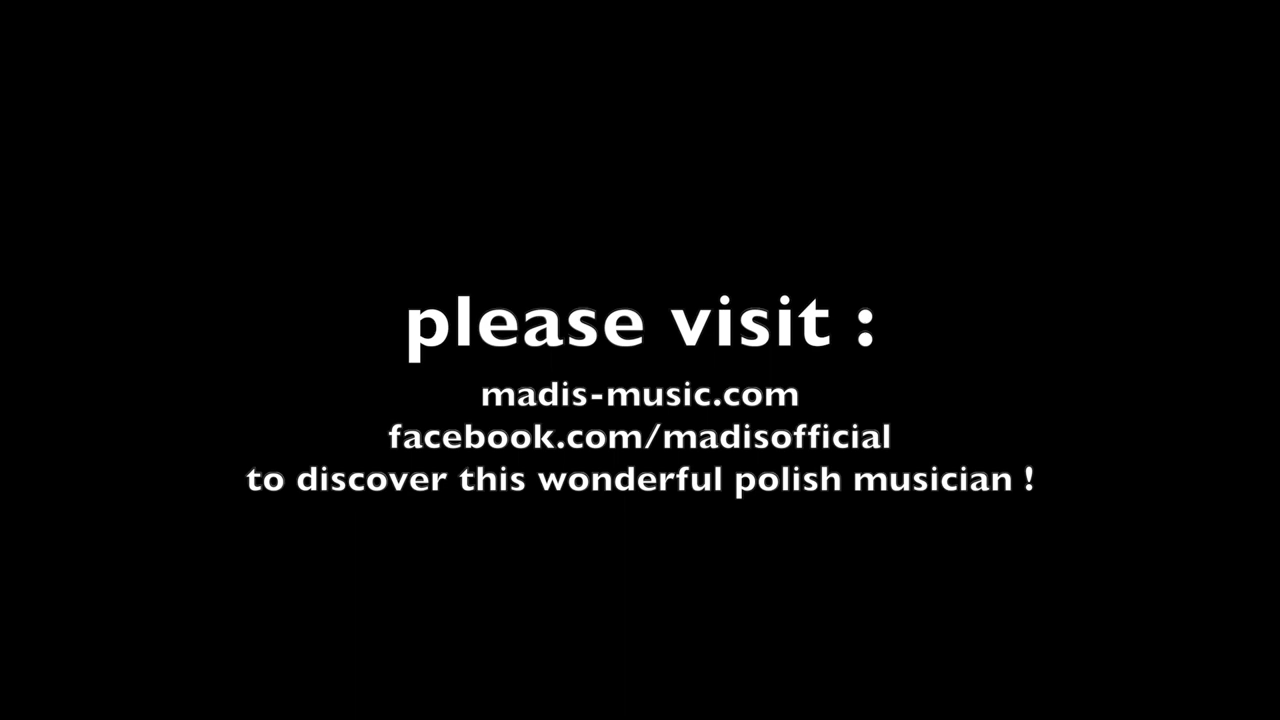 please visit :
madis-music.com
facebook.com/madisofficial
to discover this wonderful polish musician !